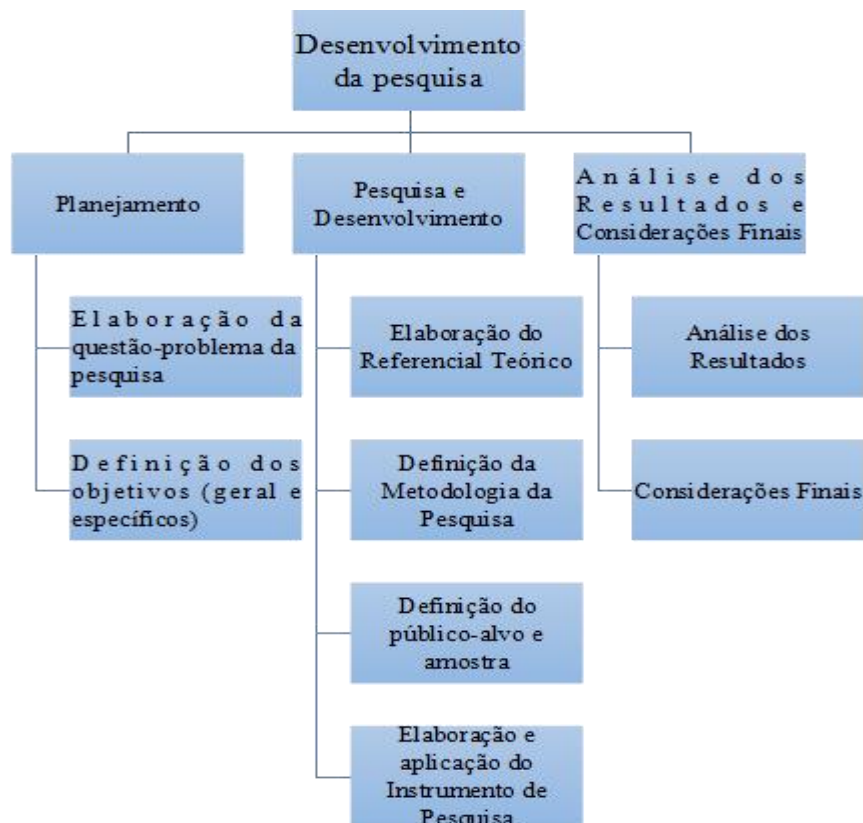 Desenvolvimento
da pesquisa
Planejamento
Pesquisa e
Desenvolvimento
Análise dos
Resultados e
Considerações Finais
Elaboração da
questão-problema da
pesquisa
Elaboração do
Referencial Teórico
Análise dos
Resultados
Definição dos
objetivos (geral e
específicos)
Definição da
Metodologia da
Pesquisa
Considerações Finais
Definição do
público-alvo e
amostra
Elaboração e
aplicação do
Instrumento de
Pesquisa